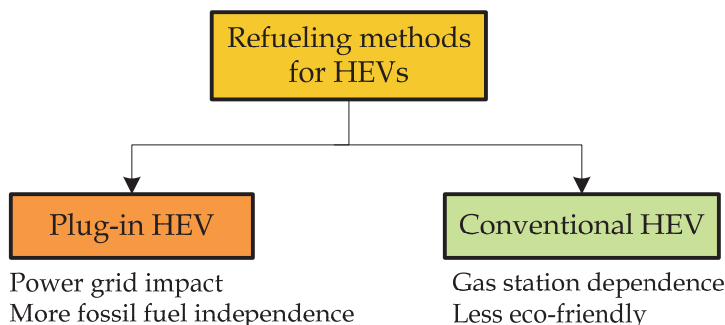 Refueling methods
for HEVs
Plug-in HEV
Conventional HEV
Power grid impact
More fossil fuel independence
Gas station dependence
Less eco-friendly